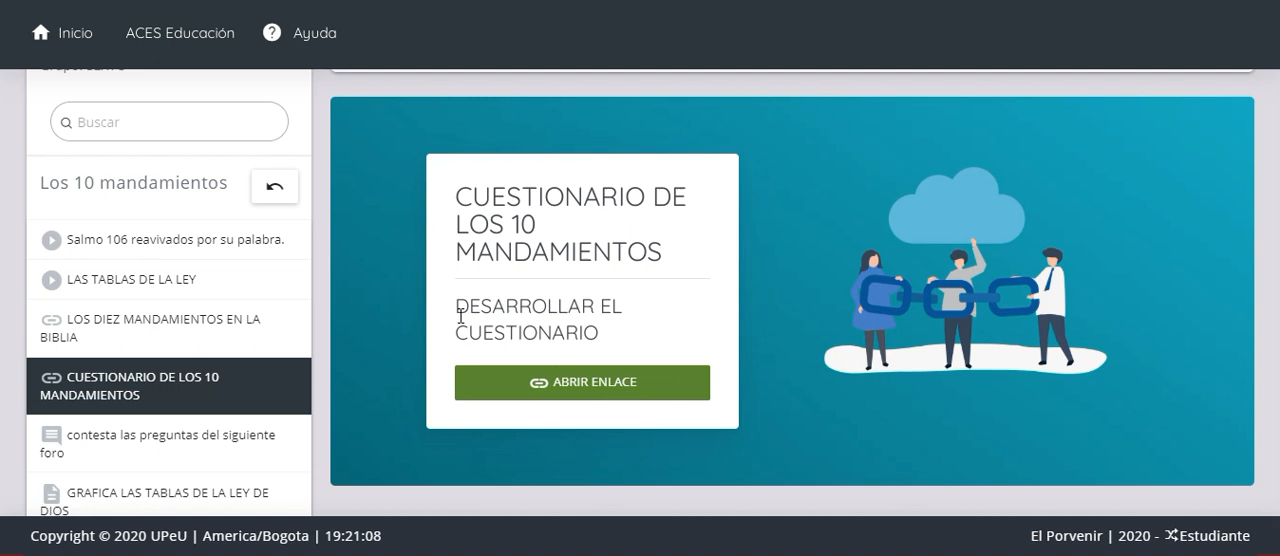 Inicio
ACES Educación
Ayuda
Buscar
Los 10 mandamientos
Salmo 106 reavivados por su palabra.
LAS TABLAS DE LA LEY
LOS DIEZ MANDAMIENTOS EN LA
BIBLIA
CUESTIONARIO DE LOS 10
MANDAMIENTOS
contesta las preguntas del siguiente
foro
GRAFICA LAS TABLAS DE LA LEY DE
DIOS
CUESTIONARIO DE
LOS 10
MANDAMIENTOS
DESARROLLAR EL
CUESTIONARIO
ABRIR ENLACE
Copyright © 2020 UPeU | America/Bogota | 19:21:08
El Porvenir | 2020 - Estudiante